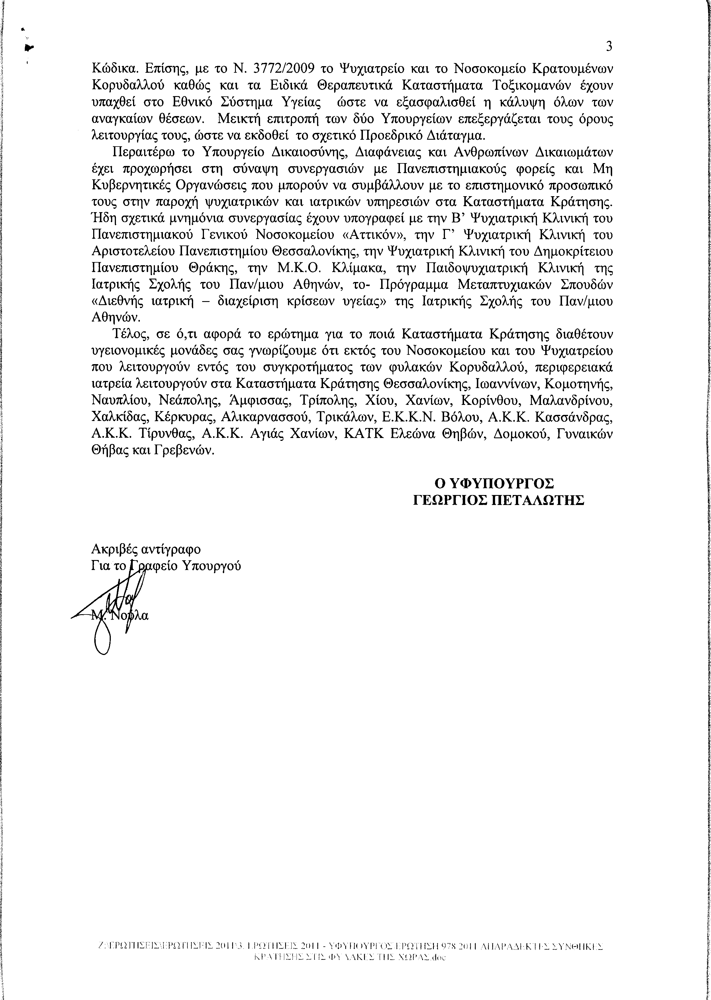 3
Κώδικα. Επίσης, με το Ν. 3772/2009 το Ψυχιατρείο και το Νοσοκομείο Κρατουμένων
Κορυδαλλού καθώς και τα Ειδικά Θεραπευτικά Καταστήματα Τοξικομανών έχουν
υπαχθεί στο Εθνικό Σύστημα Υγείας ώστε να εξασφαλισθεί η κάλυψη όλων των
αναγκαίων θέσεων. Μεικτή επιτροπή των δύο Υπουργείων επεξεργάζεται τους όρους
λειτουργίας τους, ώστε να εκδοθεί το σχετικό Προεδρικό Διάταγμα.
Περαιτέρω το Υπουργείο Δικαιοσύνης, Διαφάνειας και Ανθρωπίνων Δικαιωμάτων
έχει προχωρήσει στη σύναψη συνεργασιών με Πανεπιστημιακούς φορείς και Μη
Κυβερνητικές Οργανώσεις που μπορούν να συμβάλλουν με το επιστημονικό προσωπικό
τους στην παροχή ψυχιατρικών και ιατρικών υπηρεσιών στα Καταστήματα Κράτησης.
Ήδη σχετικά μνημόνια συνεργασίας έχουν υπογραφεί με την Β’ Ψυχιατρική Κλινική του
Πανεπιστημιακού Γενικού Νοσοκομείου «Αττικόν», την Γ’ Ψυχιατρική Κλινική του
Αριστοτελείου Πανεπιστημίου Θεσσαλονίκης, την Ψυχιατρική Κλινική του Δημοκρίτειου
Πανεπιστημίου Θράκης, την Μ.Κ.Ο. Κλίμακα, την Παιδοψυχιατρική Κλινική της
Ιατρικής Σχολής του Παν/μιου Αθηνών, το- Πρόγραμμα Μεταπτυχιακών Σπουδών
«Διεθνής ιατρική – διαχείριση κρίσεων υγείας» της Ιατρικής Σχολής του Παν/μιου
Αθηνών.
Τέλος, σε ό,τι αφορά το ερώτημα για το ποιά Καταστήματα Κράτησης διαθέτουν
υγειονομικές μονάδες σας γνωρίζουμε ότι εκτός του Νοσοκομείου και του Ψυχιατρείου
που λειτουργούν εντός του συγκροτήματος των φυλακών Κορυδαλλού, περιφερειακά
ιατρεία λειτουργούν στα Καταστήματα Κράτησης Θεσσαλονίκης, Ιωαννίνων, Κομοτηνής,
Ναυπλίου, Νεάπολης, Άμφισσας, Τρίπολης, Χίου, Χανίων, Κορίνθου, Μαλανδρίνου,
Χαλκίδας, Κέρκυρας, Αλικαρνασσού, Τρικάλων, Ε.Κ.Κ.Ν. Βόλου, Α.Κ.Κ. Κασσάνδρας,
Α.Κ.Κ. Τίρυνθας, Α.Κ.Κ. Αγιάς Χανίων, ΚΑΤΚ Ελεώνα Θηβών, Δομοκού, Γυναικών
Θήβας και Γρεβενών.
Ο ΥΦΥΠΟΥΡΓΟΣ
ΓΕΩΡΓΙΟΣ ΠΕΤΑΛΩΤΗΣ
Ακριβές αντίγραφο
Για το Γραφείο Υπουργού
Μ.
Ζ:\ΕΡΩΤΗΣΕΙΣ\ΕΡΩΤΗΣΕΙΣ 2011\3. ΕΡΩΤΗΣΕΙΣ 2011 - ΥΦΥΠΟΥΡΓΟΣ\ΕΡΩΤΗΣΗ 978 2011 ΑΠΑΡΑΔΕΚΤΕΣ ΣΥΝΘΗΚΕΣ
ΚΡΑΤΗΣΗΣ ΣΤΙΣ ΦΥΛΑΚΕΣ ΤΗΣ ΧΩΡΑΣ.doc